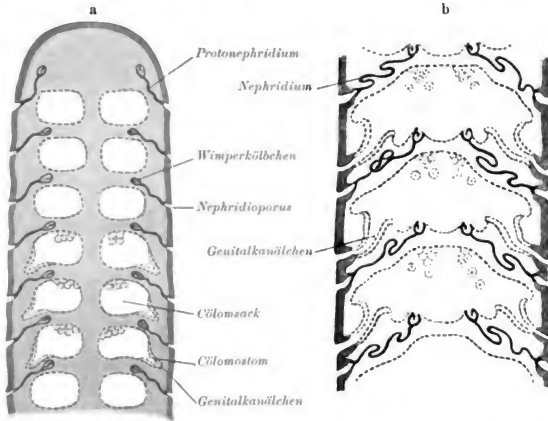 a
b
Protonephridium
Nephridium
Wimperkölbchen
Nephridioporus
Genitalkanälchen
Cölomsack
Cölomostom
Genitalkanälchen